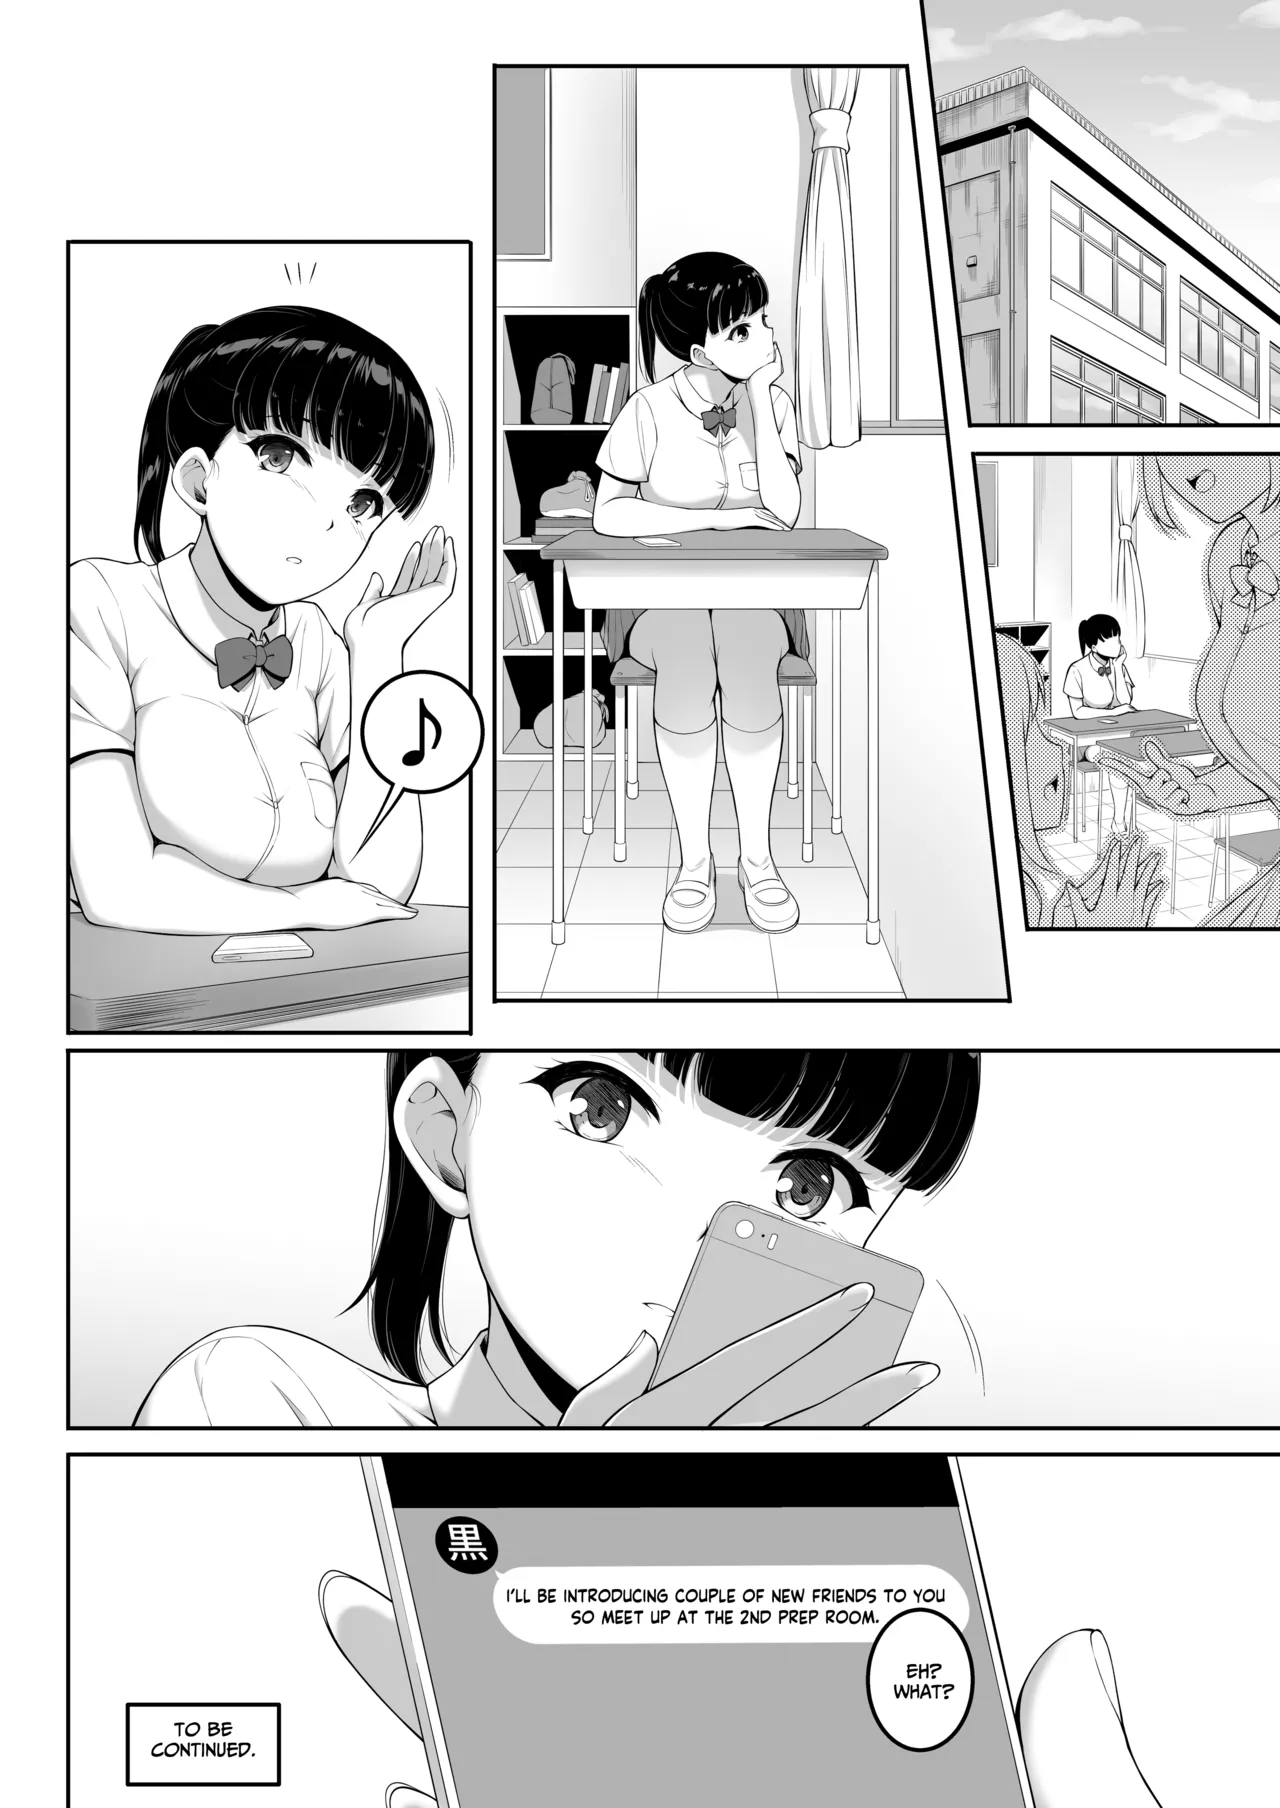 ♪
黒
I'LL BE INTRODUCING COUPLE OF NEW FRIENDS TO YOU
SO MEET UP AT THE 2ND PREP ROOM.
EH?
WHAT?
TO BE
CONTINUED.